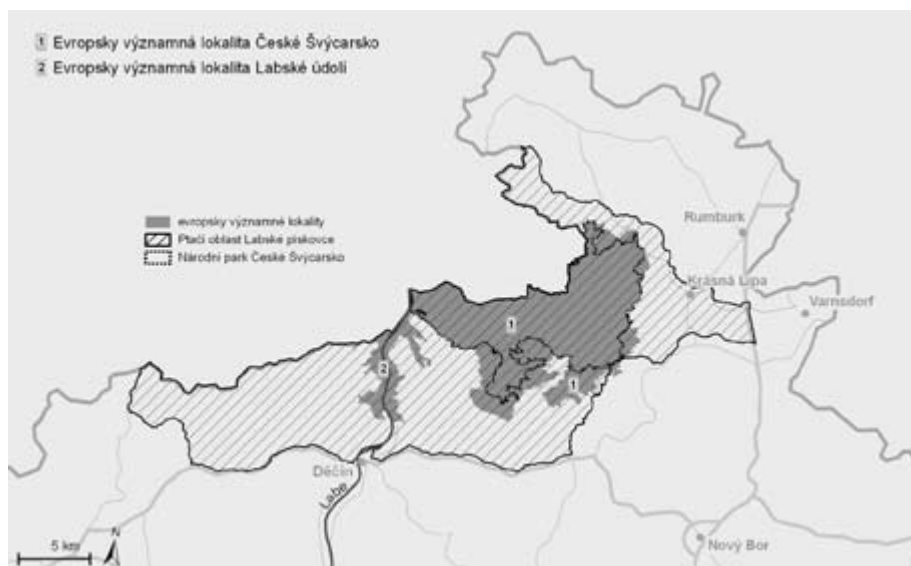 1 Evropsky významná lokalita České Švýcarsko
2 Evropsky významná lokalita Labské údolí
evropsky významné lokality
Ptačí oblast Labské pískovce
Národní park České Švýcarsko
Rumburk
Krásná Lípa
Varnsdorf
1
2
1
Děčín
Labe
N
5 km
Nový Bor